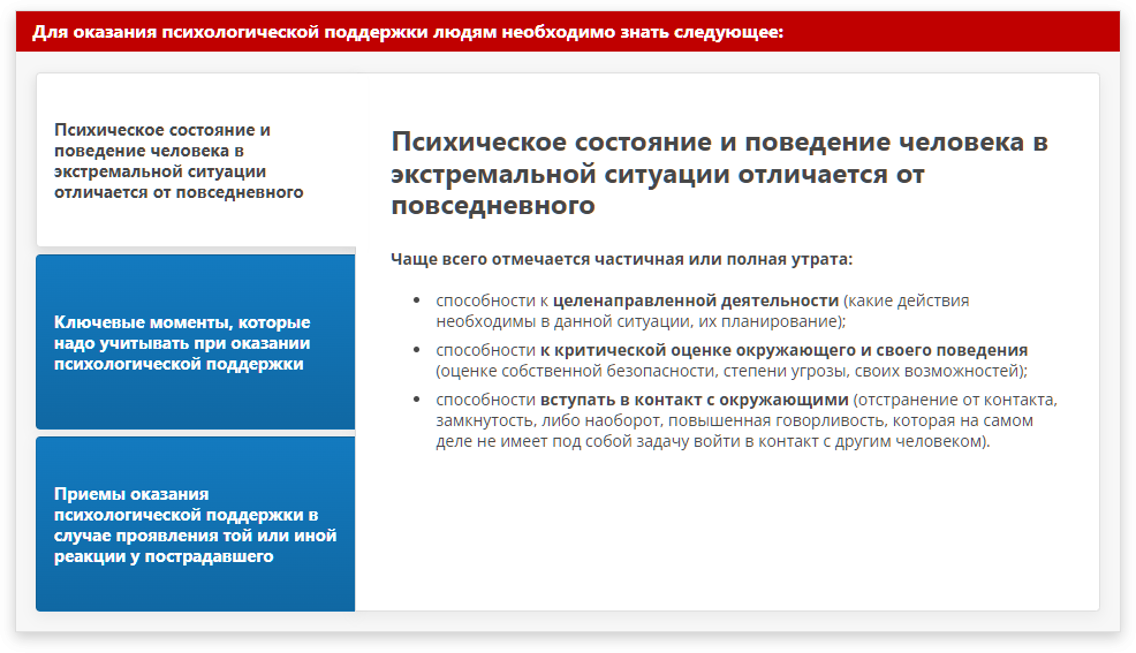 Для оказания психологической поддержки людям необходимо знать следующее:
Психическое состояние и
поведение человека в
экстремальной ситуации
отличается от повседневного
Ключевые моменты, которые
надо учитывать при оказании
психологической поддержки
Приемы оказания
психологической поддержки в
случае проявления той или иной
реакции у пострадавшего
Психическое состояние и поведение человека в
экстремальной ситуации отличается от
повседневного
Чаще всего отмечается частичная или полная утрата:
• способности к целенаправленной деятельности (какие действия
необходимы в данной ситуации, их планирование);
• способности к критической оценке окружающего и своего поведения
(оценке собственной безопасности, степени угрозы, своих возможностей);
• способности вступать в контакт с окружающими (отстранение от контакта,
замкнутость, либо наоборот, повышенная говорливость, которая на самом
деле не имеет под собой задачу войти в контакт с другим человеком).